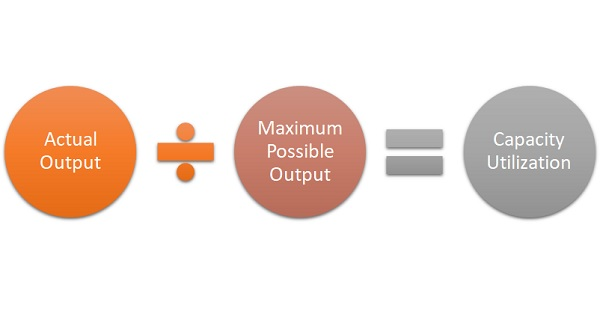 Actual
Output
÷
Maximum
Possible
Output
=
Capacity
Utilization